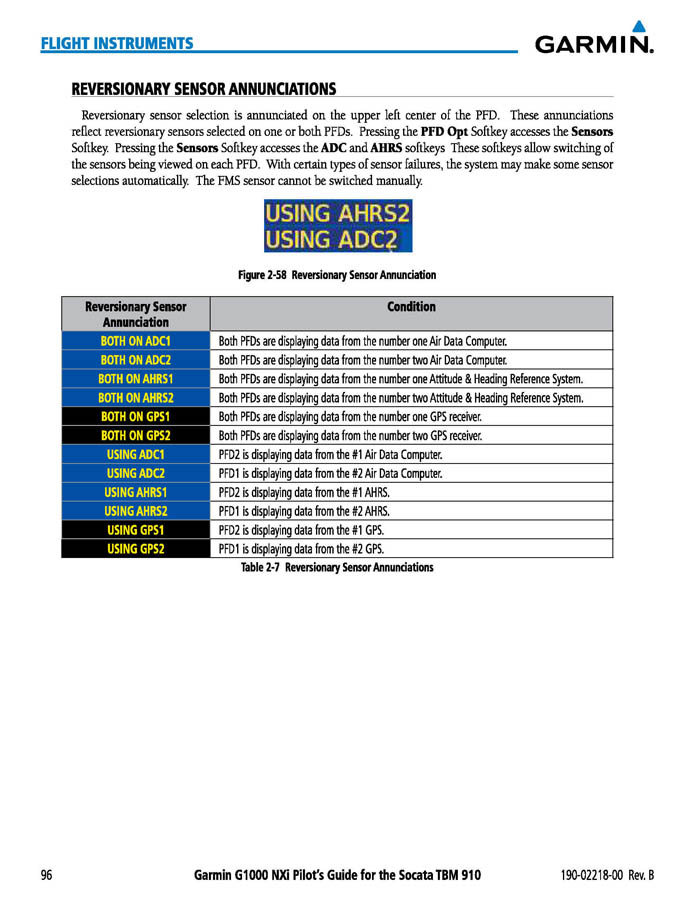 FLIGHT INSTRUMENTS
GARMIN.
REVERSIONARY SENSOR ANNUNCIATIONS
Reversionary sensor selection is annunciated on the upper left center of the PFD. These annunciations
reflect reversionary sensors selected on one or both PFDs. Pressing the PFD Opt Softkey accesses the Sensors
Softkey. Pressing the Sensors Softkey accesses the ADC and AHRS softkeys These softkeys allow switching of
the sensors being viewed on each PFD. With certain types of sensor failures, the system may make some sensor
selections automatically. The FMS sensor cannot be switched manually.
USING AHRS2
USING ADC2
Figure 2-58 Reversionary Sensor Annunciation
Reversionary Sensor
Annunciation
Condition
BOTH ON ADC1 Both PFDs are displaying data from the number one Air Data Computer.
BOTH ON ADC2 Both PFDs are displaying data from the number two Air Data Computer.
BOTH ON AHRS1 Both PFDs are displaying data from the number one Attitude & Heading Reference System.
BOTH ON AHRS2 Both PFDs are displaying data from the number two Attitude & Heading Reference System.
BOTH ON GPS1 Both PFDs are displaying data from the number one GPS receiver.
BOTH ON GPS2 Both PFDs are displaying data from the number two GPS receiver.
USING ADC1 PFD2 is displaying data from the #1 Air Data Computer.
USING ADC2 PFD1 is displaying data from the #2 Air Data Computer.
USING AHRS1 PFD2 is displaying data from the #1 AHRS.
USING AHRS2 PFD1 is displaying data from the #2 AHRS.
USING GPS1 PFD2 is displaying data from the #1 GPS.
USING GPS2 PFD1 is displaying data from the #2 GPS.
Table 2-7 Reversionary Sensor Annunciations
96 Garmin G1000 NXi Pilot's Guide for the Socata TBM 910 190-02218-00 Rev. B